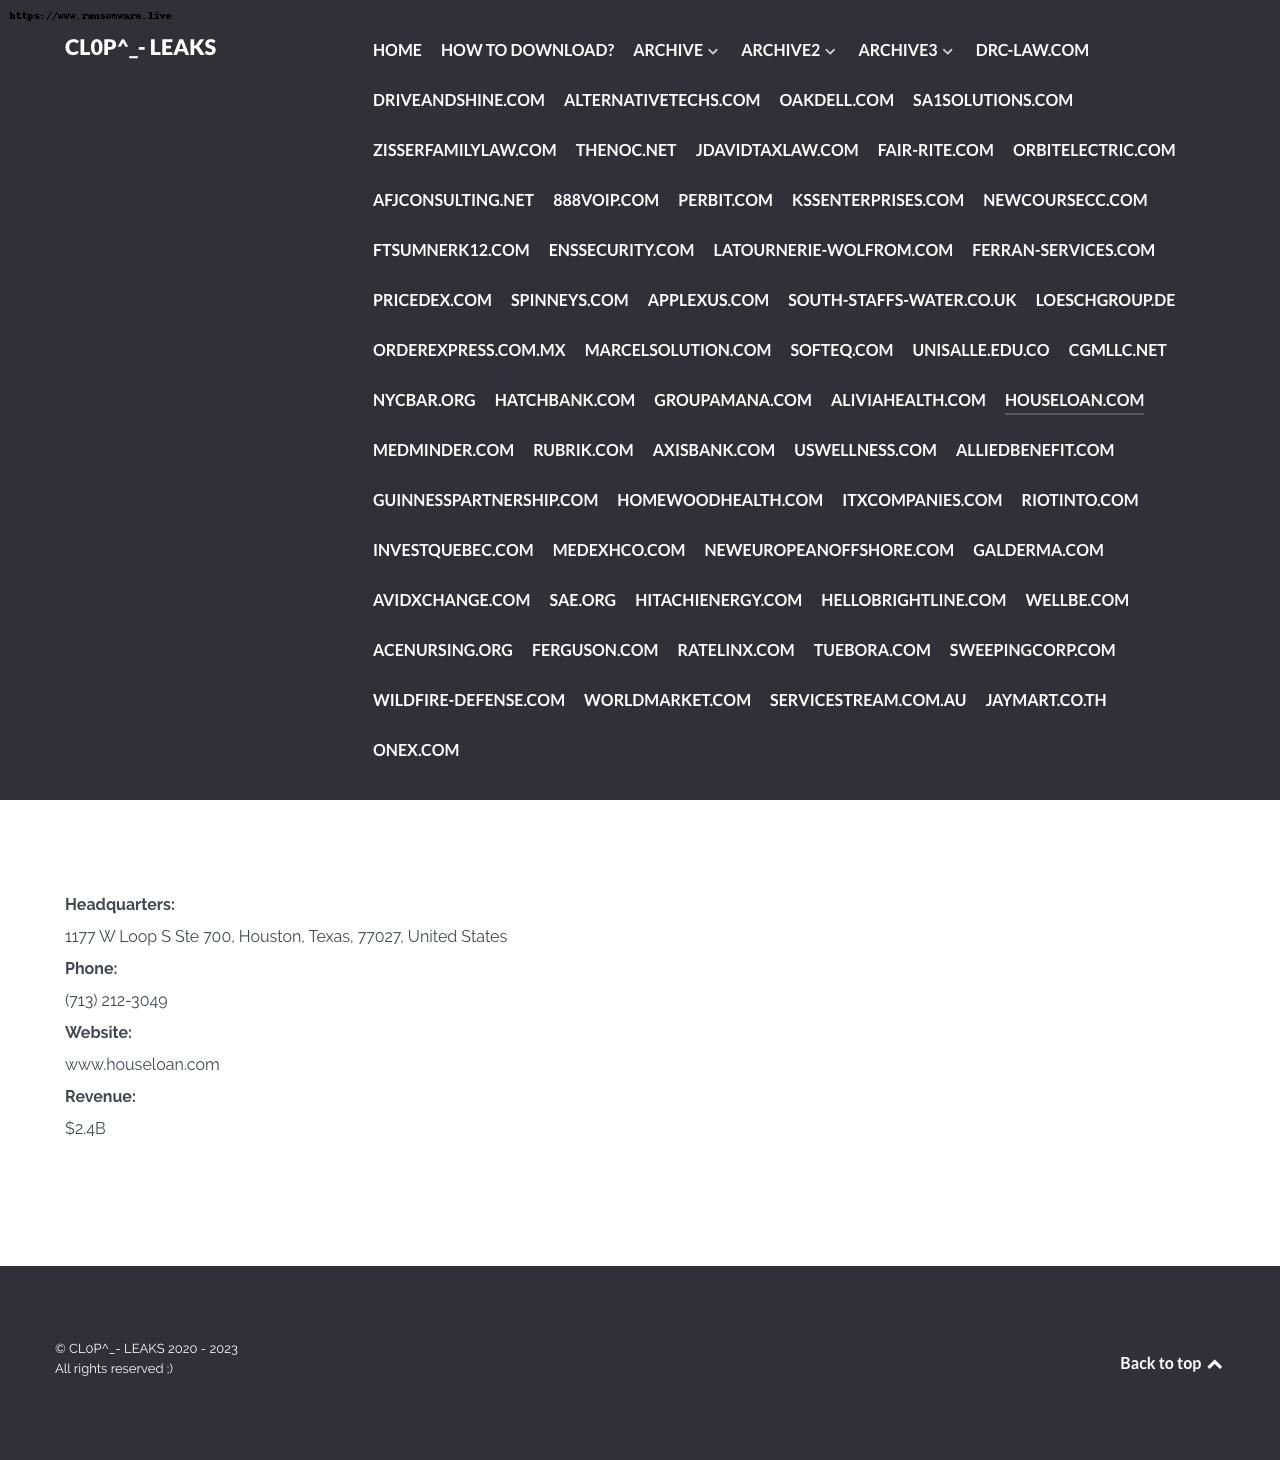 https://www.ransomware.live
CL0P^_- LEAKS
HOME HOW TO DOWNLOAD? ARCHIVE ARCHIVE2 ARCHIVE3 DRC-LAW.COM
DRIVEANDSHINE.COM ALTERNATIVETECHS.COM OAKDELL.COM SA1SOLUTIONS.COM
ZISSERFAMILYLAW.COM THENOC.NET JDAVIDTAXLAW.COM FAIR-RITE.COM ORBITELECTRIC.COM
AFJCONSULTING.NET 888VOIP.COM PERBIT.COM KSSENTERPRISES.COM NEWCOURSECC.COM
FTSUMNERK12.COM ENSSECURITY.COM LATOURNERIE-WOLFROM.COM FERRAN-SERVICES.COM
PRICEDEX.COM SPINNEYS.COM APPLEXUS.COM SOUTH-STAFFS-WATER.CO.UK LOESCHGROUP.DE
ORDEREXPRESS.COM.MX MARCELSOLUTION.COM SOFTEQ.COM UNISALLE.EDU.CO CGMLLC.NET
NYCBAR.ORG HATCHBANK.COM GROUPAMANA.COM ALIVIAHEALTH.COM HOUSELOAN.COM
MEDMINDER.COM RUBRIK.COM AXISBANK.COM USWELLNESS.COM ALLIEDBENEFIT.COM
GUINNESSPARTNERSHIP.COM HOMEWOODHEALTH.COM ITXCOMPANIES.COM RIOTINTO.COM
INVESTQUEBEC.COM MEDEXHCO.COM NEWEUROPEANOFFSHORE.COM GALDERMA.COM
AVIDXCHANGE.COM SAE.ORG HITACHIENERGY.COM HELLOBRIGHTLINE.COM WELLBE.COM
ACENURSING.ORG FERGUSON.COM RATELINX.COM TUEBORA.COM SWEEPINGCORP.COM
WILDFIRE-DEFENSE.COM WORLDMARKET.COM SERVICESTREAM.COM.AU JAYMART.CO.TH
ONEX.COM
Headquarters:
1177 W Loop S Ste 700, Houston, Texas, 77027, United States
Phone:
(713) 212-3049
Website:
www.houseloan.com
Revenue:
$2.4B
© CL0P^_- LEAKS 2020 - 2023
All rights reserved ;)
Back to top